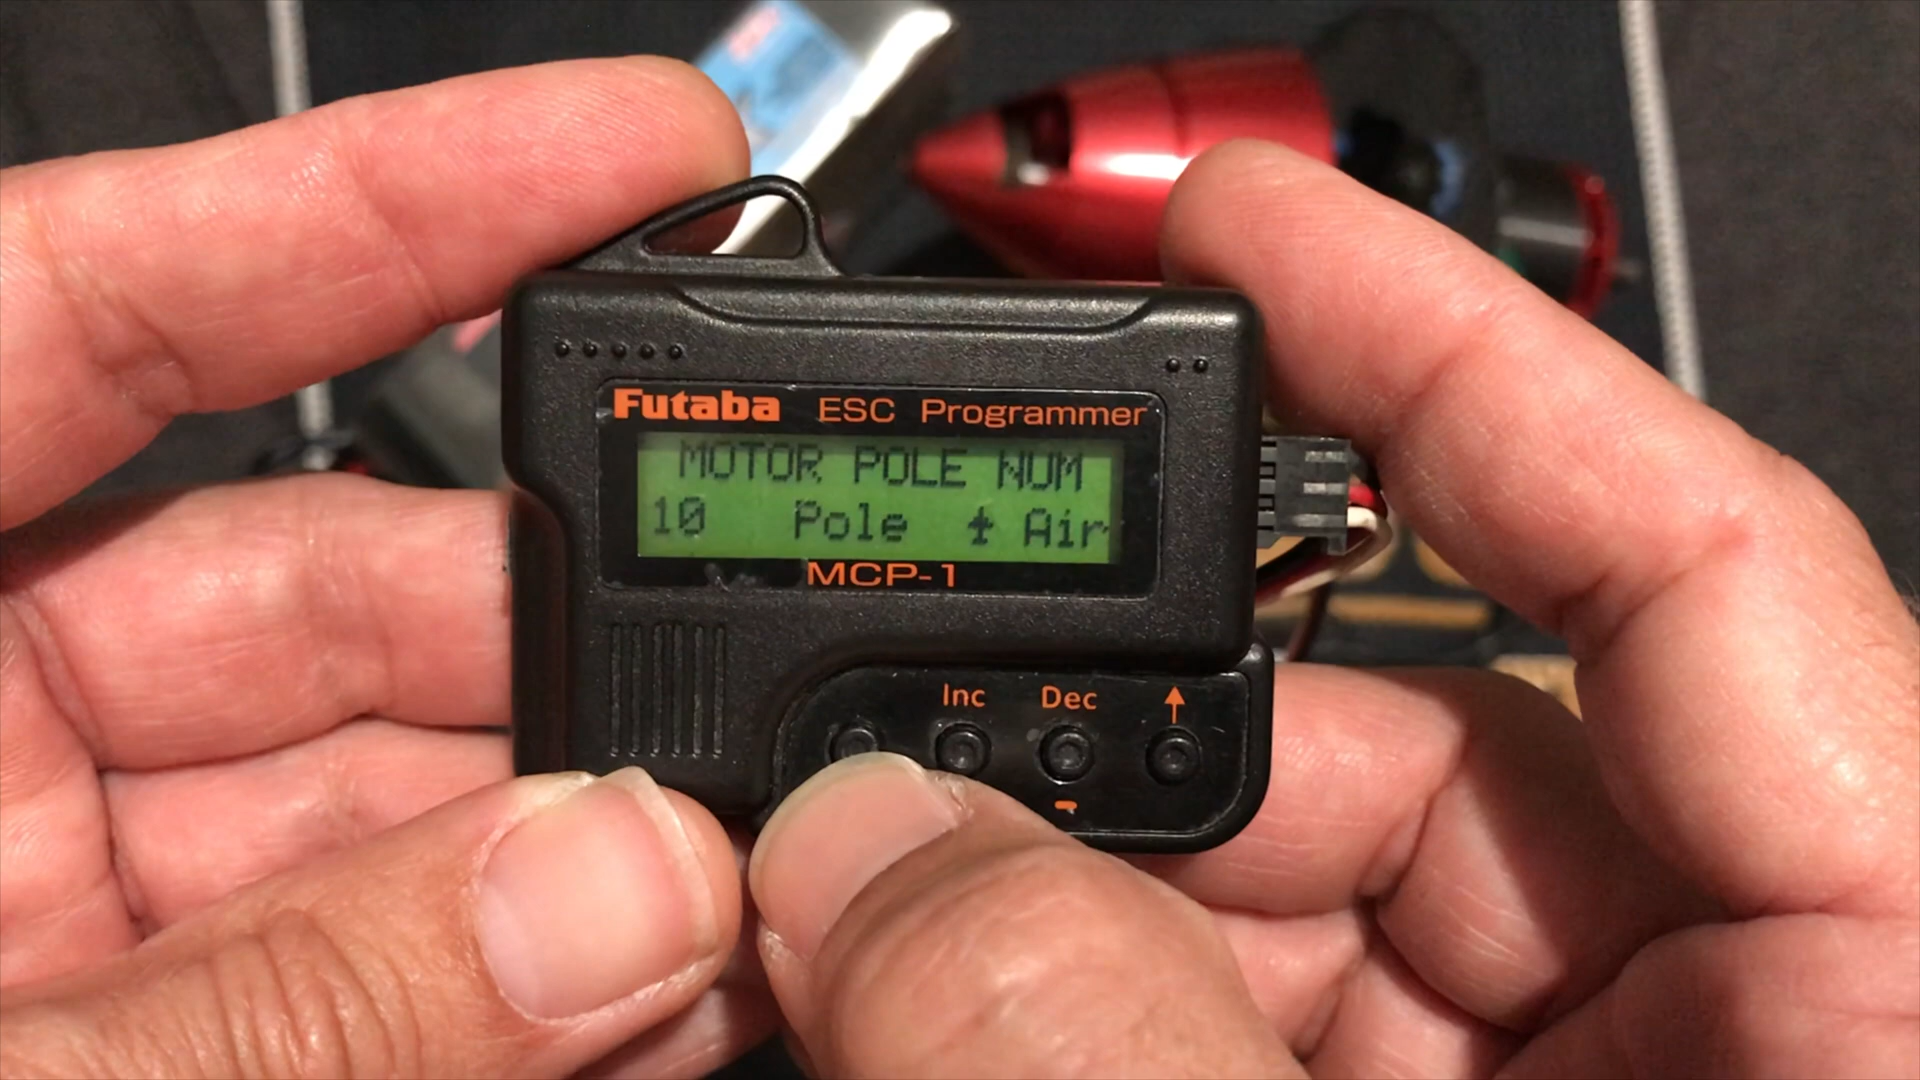 Futaba ESC Programmer
MOTOR POLE NUM
10 Pole Air
MCP-1
Inc Dec ↑